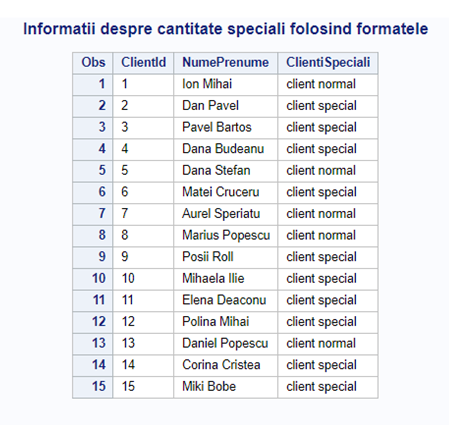 Informatii despre cantitate speciali folosind formatele
Obs ClientId NumePrenume ClientiSpeciali
1 1 Ion Mihai client normal
2 2 Dan Pavel client special
3 3 Pavel Bartos client special
4 4 Dana Budeanu client special
5 5 Dana Stefan client normal
6 6 Matei Cruceru client special
7 7 Aurel Speriatu client normal
8 8 Marius Popescu client normal
9 9 Posii Roll client special
10 10 Mihaela Ilie client special
11 11 Elena Deaconu client special
12 12 Polina Mihai client special
13 13 Daniel Popescu client normal
14 14 Corina Cristea client special
15 15 Miki Bobe client special